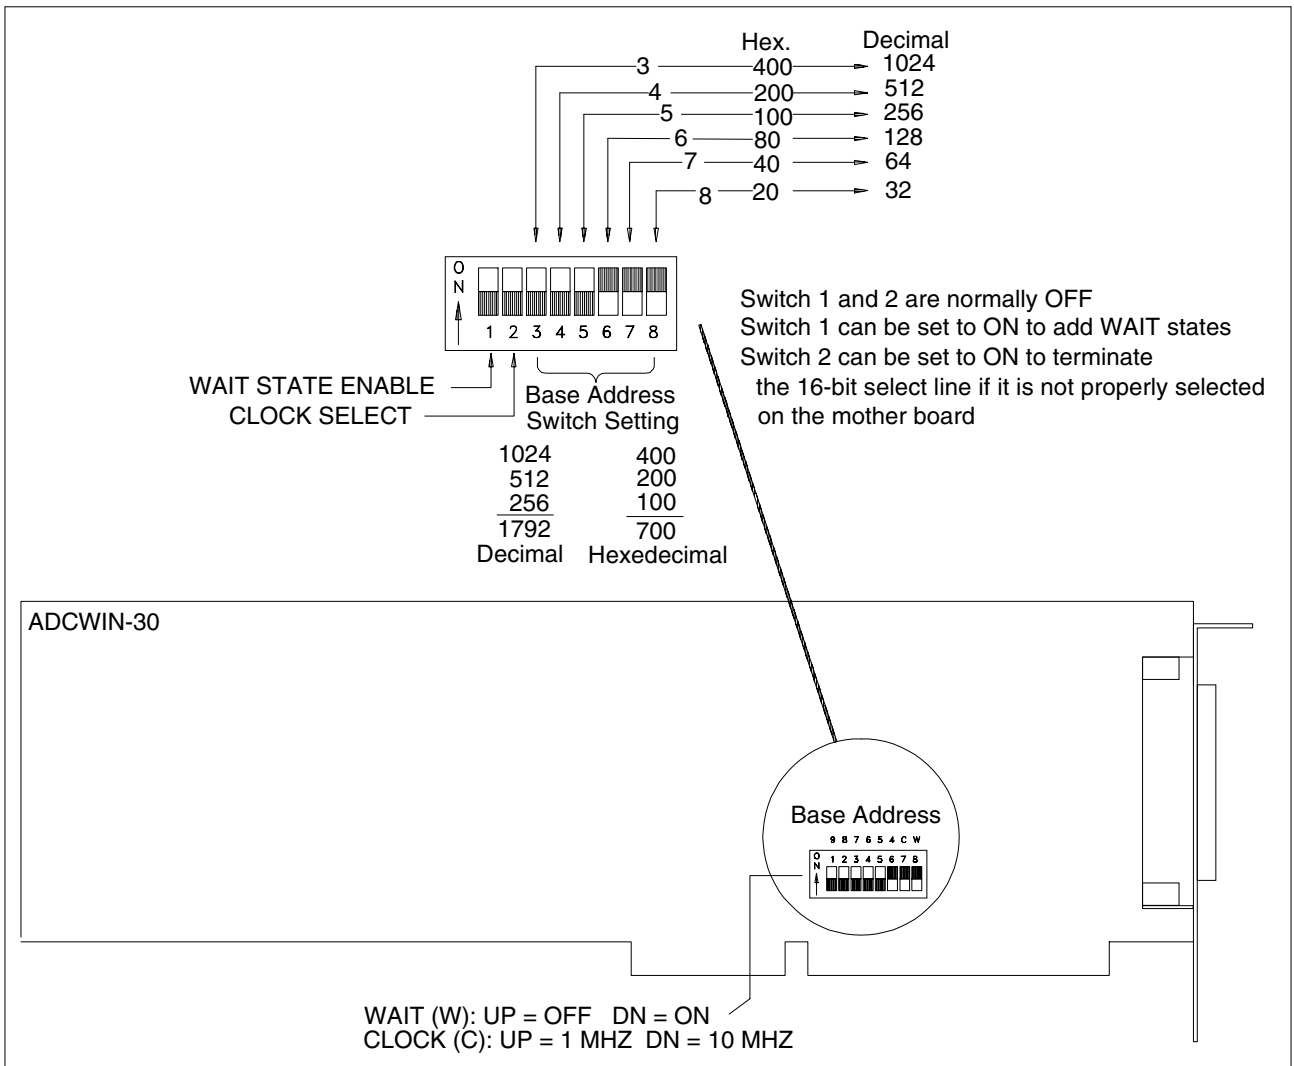 Hex. Decimal
3 400 1024
4 200 512
5 100 256
6 80 128
7 40 64
8 20 32
ON
1 2 3 4 5 6 7 8
WAIT STATE ENABLE
CLOCK SELECT
Base Address
Switch Setting
1024 400
512 200
256 100
1792 700
Decimal Hexedecimal
Switch 1 and 2 are normally OFF
Switch 1 can be set to ON to add WAIT states
Switch 2 can be set to ON to terminate
the 16-bit select line if it is not properly selected
on the mother board
ADCWIN-30
Base Address
9 8 7 6 5 4 C W
ON
1 2 3 4 5 6 7 8
WAIT (W): UP = OFF DN = ON
CLOCK (C): UP = 1 MHZ DN = 10 MHZ